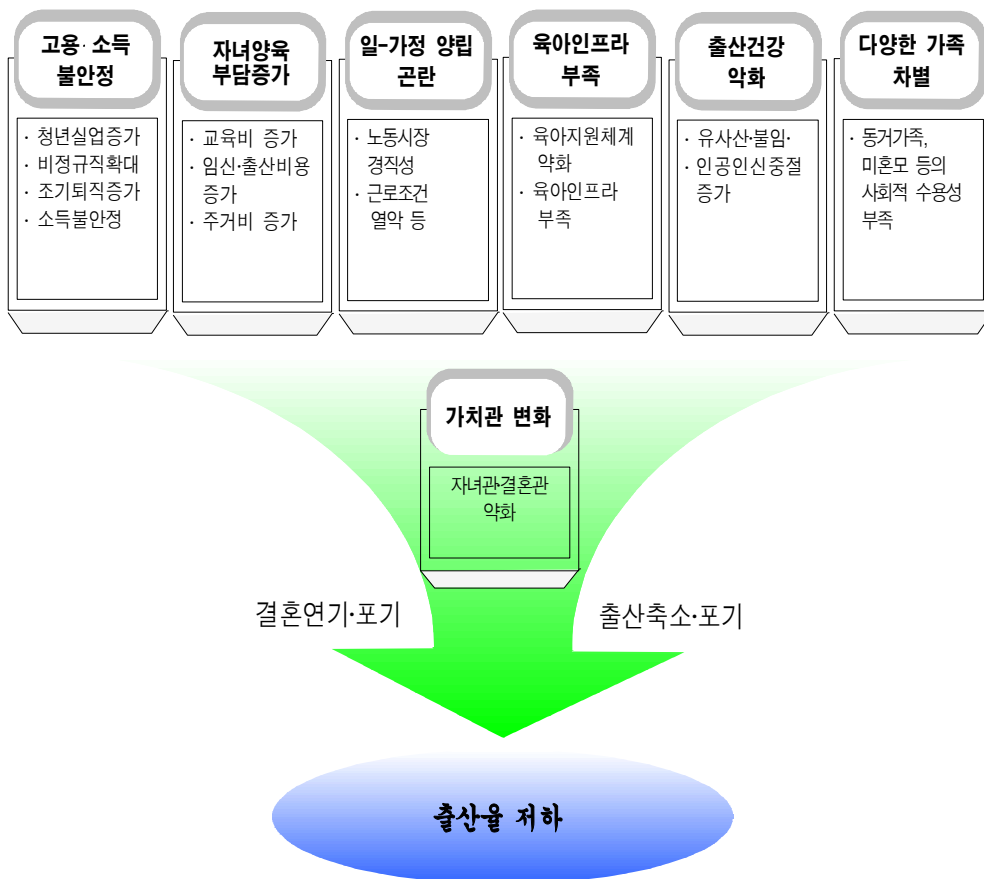 고용· 소득
불안정
· 청년실업증가
· 비정규직확대
· 조기퇴직증가
· 소득불안정
자녀양육
부담증가
· 교육비 증가
· 임신·출산비용
증가
· 주거비 증가
일-가정 양립
곤란
· 노동시장
경직성
· 근로조건
열악 등
육아인프라
부족
· 육아지원체계
약화
· 육아인프라
부족
출산건강
악화
· 유사산·불임·
· 인공인신중절
증가
다양한 가족
차별
· 동거가족,
미혼모 등의
사회적 수용성
부족
가치관 변화
자녀관·결혼관
약화
결혼연기·포기
출산축소·포기
출산율 저하